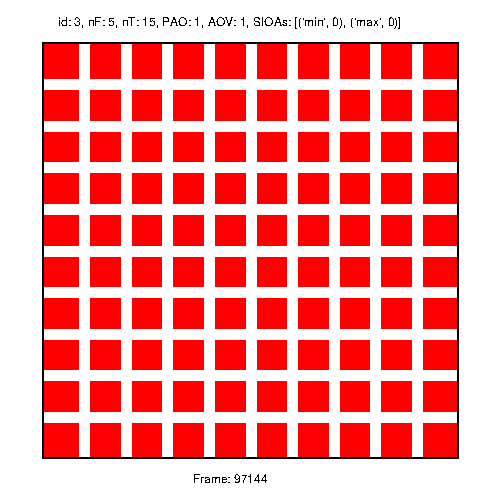 id: 3, nF: 5, nT: 15, PAO: 1, AOV: 1, SIOAs: [('min', 0), ('max', 0)]
Frame: 97144